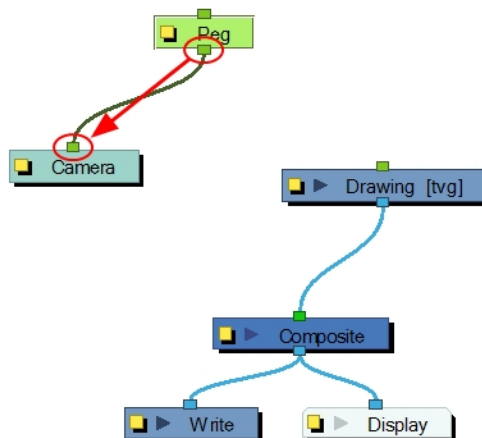 Peg
Camera
Drawing [tvg]
Composite
Write
Display